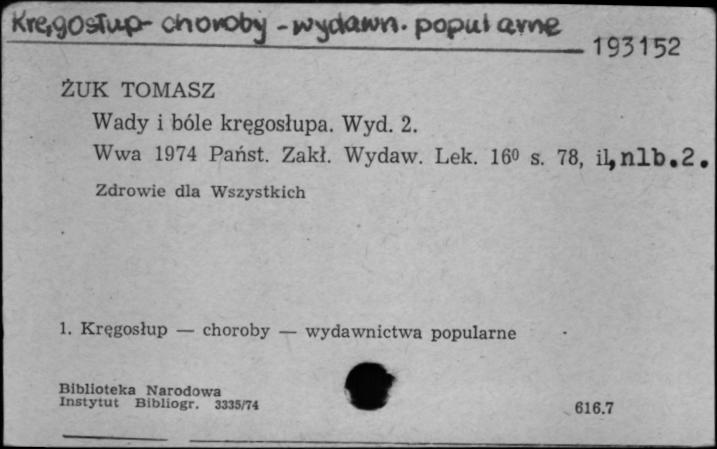 Kręgosłup - choroby - wydawn. popularne
193152
ŻUK TOMASZ
Wady i bóle kręgosłupa. Wyd. 2.
Wwa 1974 Państ. Zakł. Wydaw. Lek. 16⁰ s. 78, il, nlb. 2.
Zdrowie dla Wszystkich
1. Kręgosłup — choroby — wydawnictwa popularne
Biblioteka Narodowa
Instytut Bibliogr. 3335/74
616.7